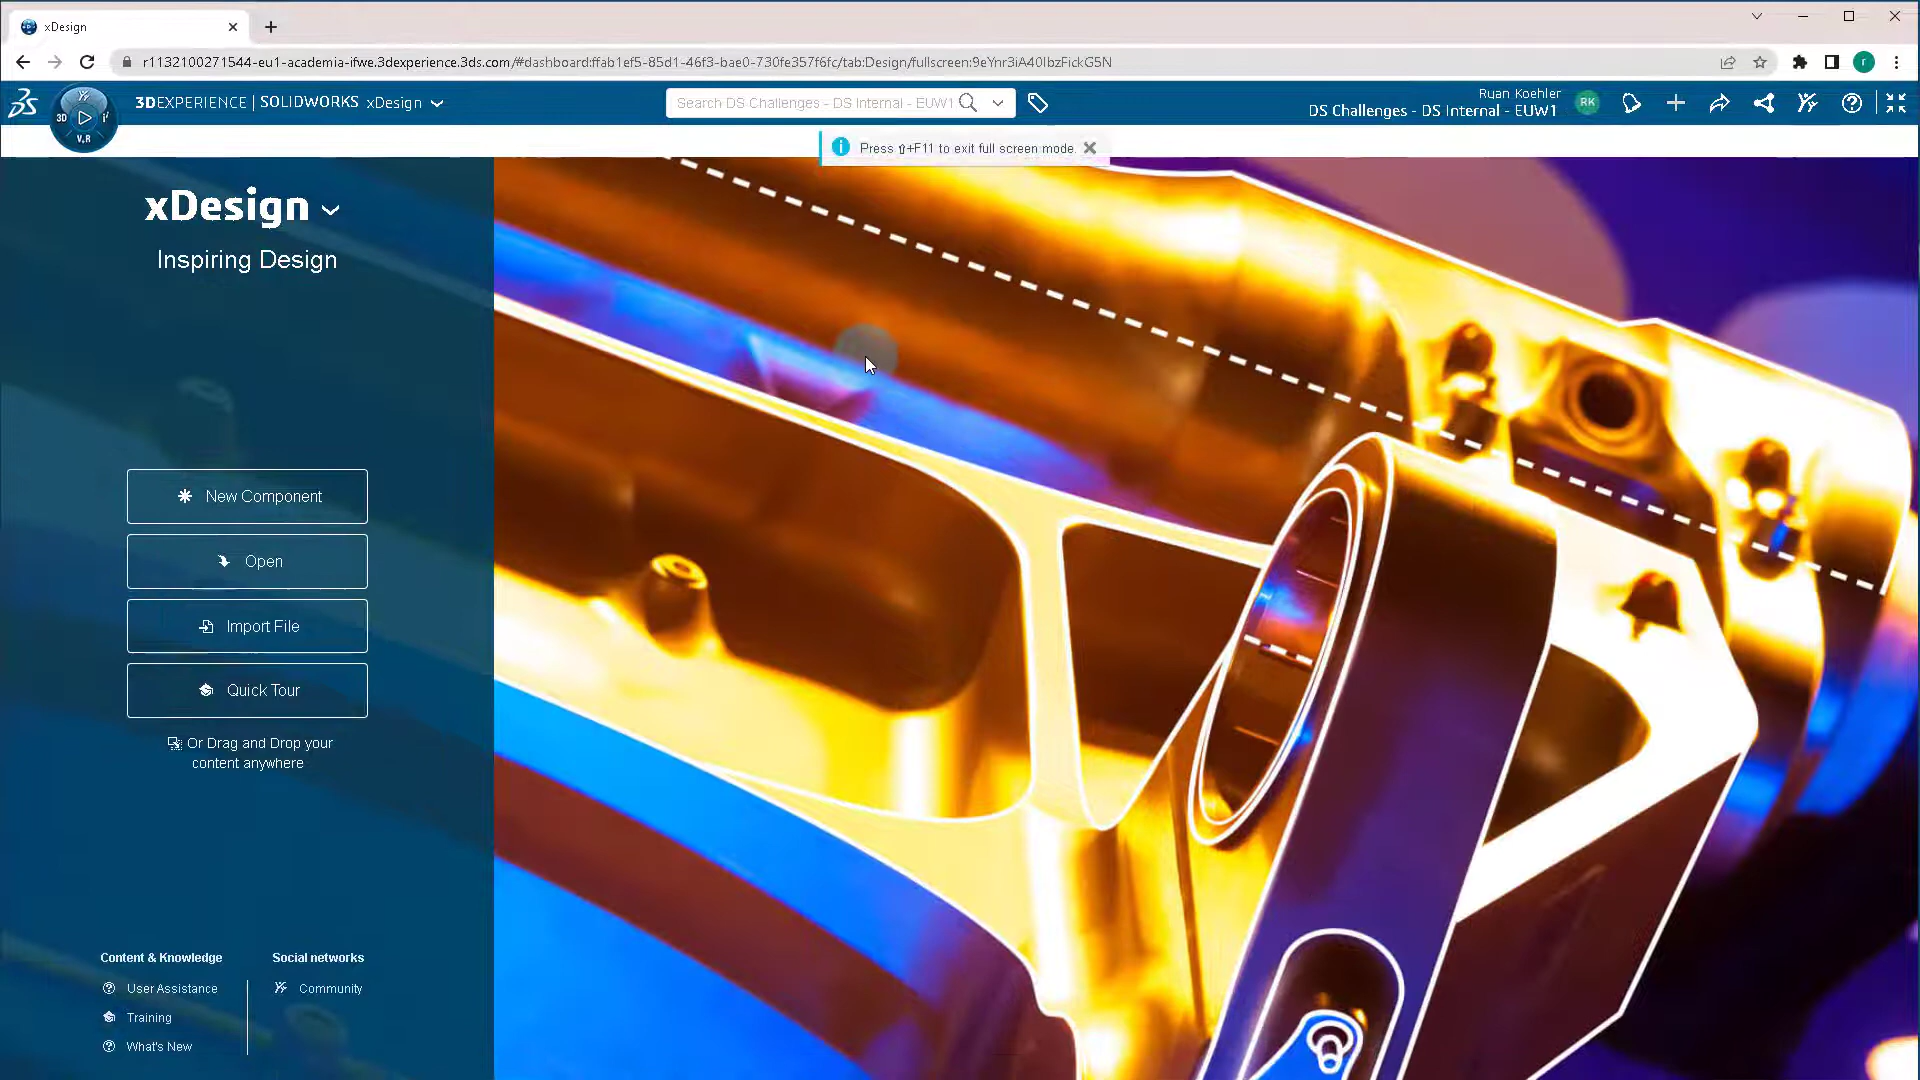 xDesign
r1132100271544-eu1-academia-ifwe.3dexperience.3ds.com/#dashboard:ffab1ef5-85d1-46f3-bae0-730fe357f6fc/tab:Design/fullscreen:9eYnr3iA40IbzFickG5N
r
3DEXPERIENCE | SOLIDWORKS xDesign
3D
V.R
Search DS Challenges - DS Internal - EUW1
Ryan Koehler
DS Challenges - DS Internal - EUW1
RK
Press ⇧+F11 to exit full screen mode.
xDesign
Inspiring Design
New Component
Open
Import File
Quick Tour
Or Drag and Drop your
content anywhere
Content & Knowledge
User Assistance
Training
What's New
Social networks
Community